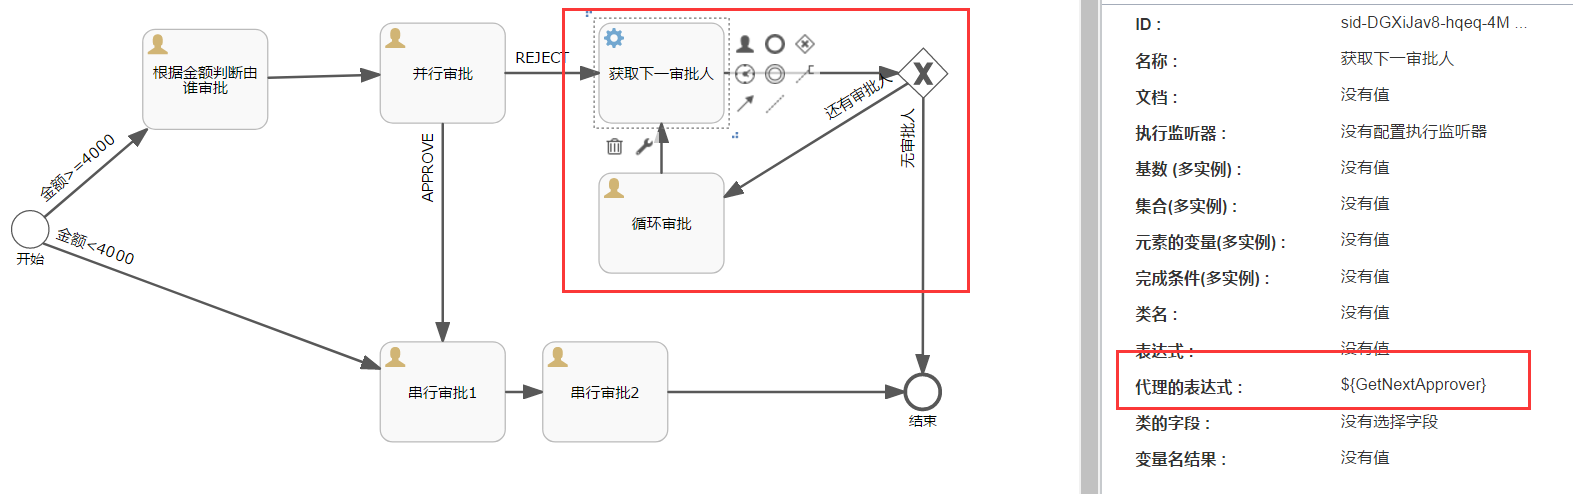 根据金额判断由
谁审批
并行审批
REJECT
获取下一审批人
还有审批人
无审批人
金额>=4000
APPROVE
循环审批
开始
金额<4000
串行审批1
串行审批2
结束
ID： sid-DGXiJav8-hqeq-4M ...
名称： 获取下一审批人
文档： 没有值
执行监听器： 没有配置执行监听器
基数 (多实例)： 没有值
集合(多实例)： 没有值
元素的变量(多实例)： 没有值
完成条件(多实例)： 没有值
类名： 没有值
表达式： 没有值
代理的表达式： ${GetNextApprover}
类的字段： 没有选择字段
变量名结果： 没有值